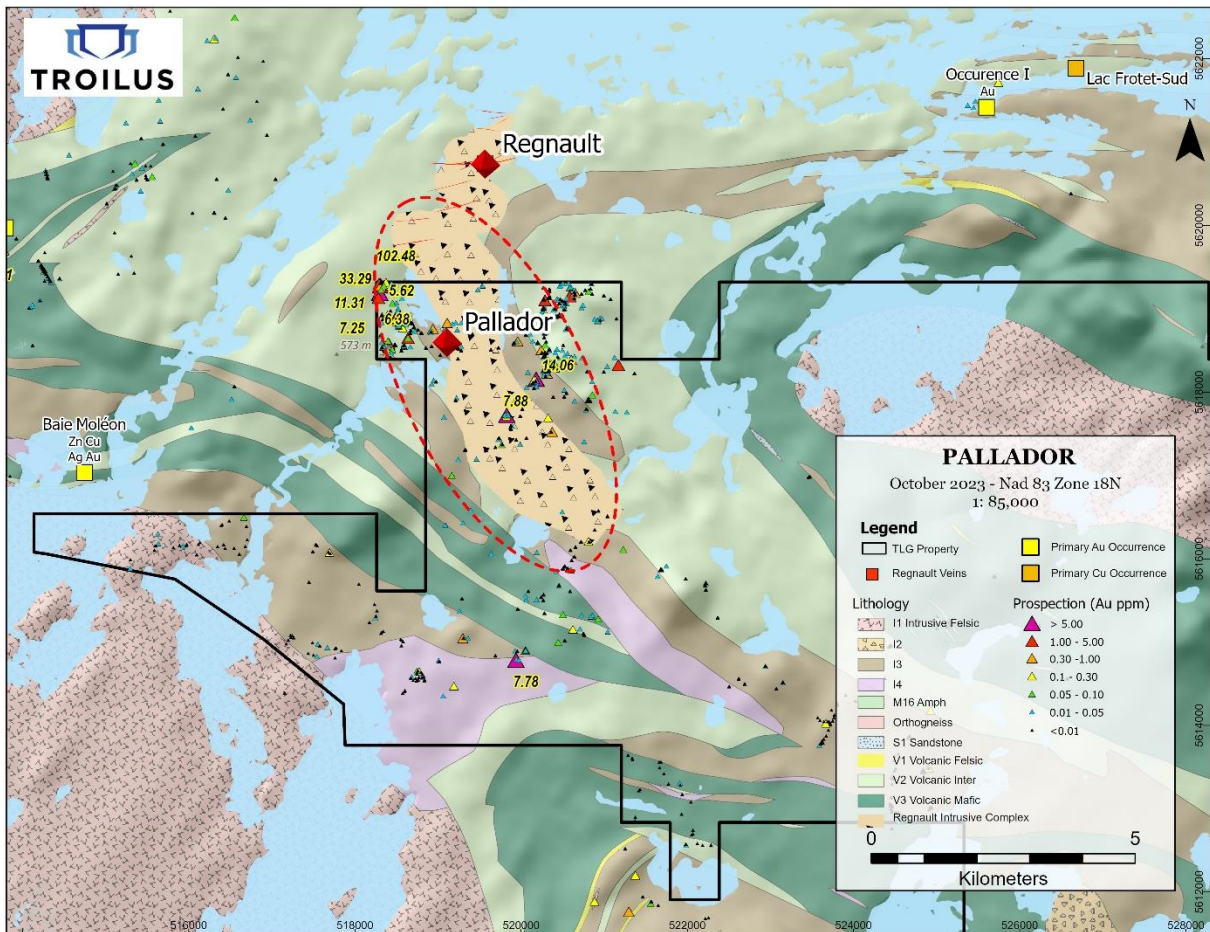 TROILUS
5622000
Occurence I
Au
Lac Frotet-Sud
N
Regnault
5620000
102.48
33.29
5.62
11.31
6.38
7.25
573 m
Pallador
14.06
7.88
5618000
Baie Moléon
Zn Cu
Ag Au
1
7.78
5616000
5614000
5612000
PALLADOR
October 2023 - Nad 83 Zone 18N
1: 85,000
Legend
TLG Property
Regnault Veins
Primary Au Occurrence
Primary Cu Occurrence
Lithology
I1 Intrusive Felsic
I2
I3
I4
M16 Amph
Orthogneiss
S1 Sandstone
V1 Volcanic Felsic
V2 Volcanic Inter
V3 Volcanic Mafic
Regnault Intrusive Complex
Prospection (Au ppm)
> 5.00
1.00 - 5.00
0.30 -1.00
0.1 - 0.30
0.05 - 0.10
0.01 - 0.05
<0.01
0 5
Kilometers
516000 518000 520000 522000 524000 526000 528000